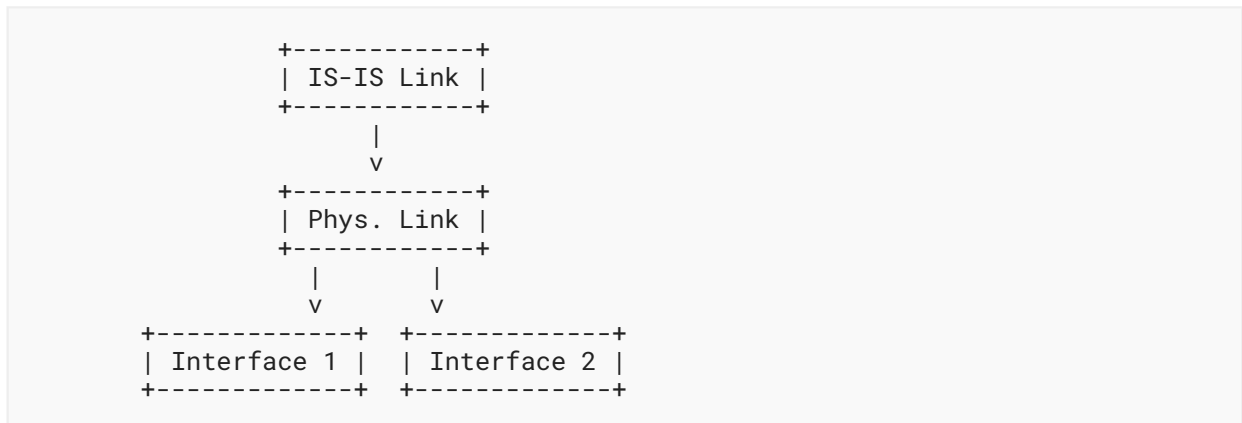 +------------+
| IS-IS Link |
+------------+
|
v
+------------+
| Phys. Link |
+------------+
| |
v v
+-------------+ +-------------+
| Interface 1 | | Interface 2 |
+-------------+ +-------------+